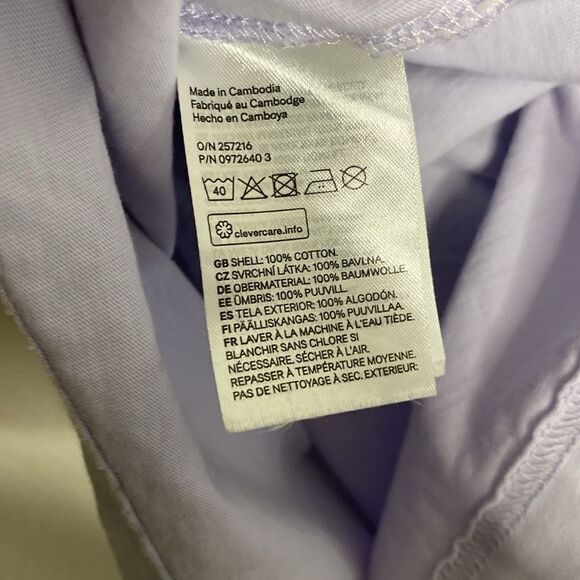 Made in Cambodia
Fabriqué au Cambodge
Hecho en Camboya
O/N 257216
P/N 0972640 3
40
clevercare.info
GB SHELL: 100% COTTON.
CZ SVRCHNÍ LÁTKA: 100% BAVLNA.
DE OBERMATERIAL: 100% BAUMWOLLE.
EE ÜMBRIS: 100% PUUVILL.
ES TELA EXTERIOR: 100% ALGODÓN.
FI PÄÄLLISKANGAS: 100% PUUVILLAA.
FR LAVER À LA MACHINE À L'EAU TIÈDE.
BLANCHIR SANS CHLORE SI
NÉCESSAIRE. SÉCHER À L'AIR.
REPASSER À TEMPÉRATURE MOYENNE.
PAS DE NETTOYAGE À SEC. EXTERIEUR: